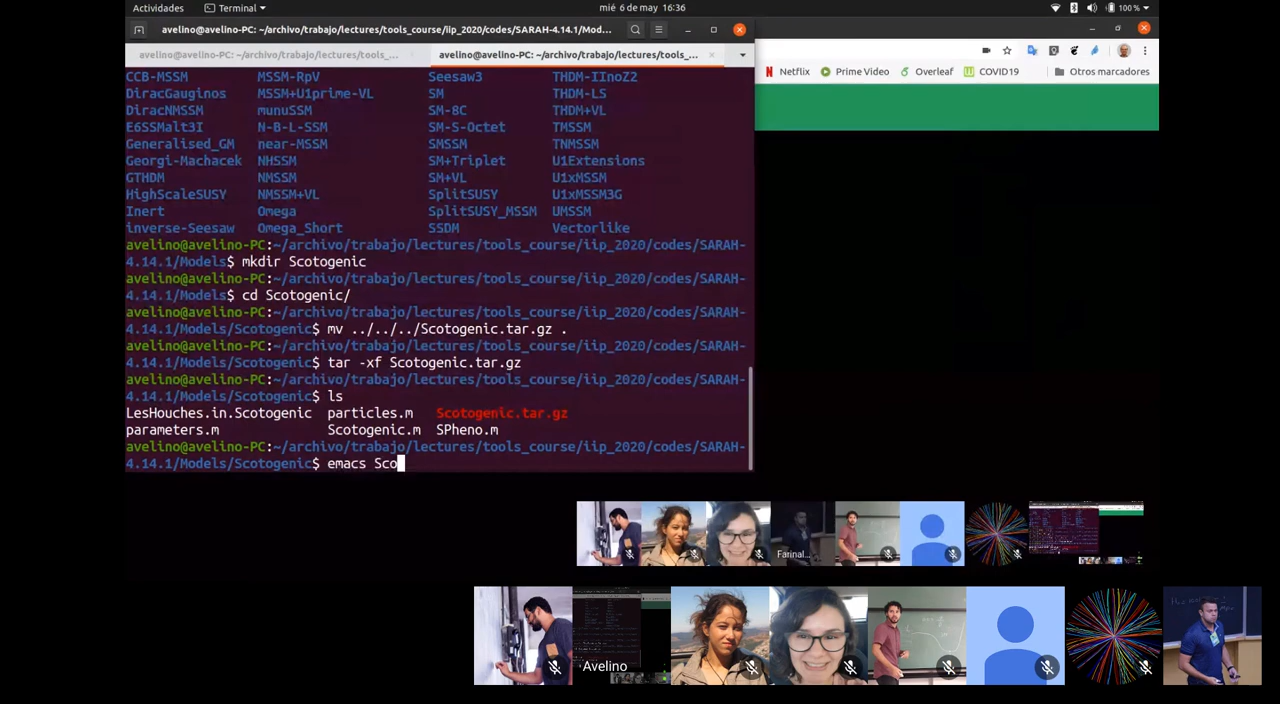 Actividades Terminal mié 6 de may 16:36 100 %
avelino@avelino-PC: ~/archivo/trabajo/lectures/tools_course/iip_2020/codes/SARAH-4.14.1/Mod...
avelino@avelino-PC: ~/archivo/trabajo/lectures/tools_... avelino@avelino-PC: ~/archivo/trabajo/lectures/tools_...
Netflix Prime Video Overleaf COVID19 Otros marcadores
CCB-MSSM MSSM-RpV Seesaw3 THDM-IInoZ2
DiracGauginos MSSM+U1prime-VL SM THDM-LS
DiracNMSSM munuSSM SM-8C THDM+VL
E6SSMalt3I N-B-L-SSM SM-S-Octet TMSSM
Generalised_GM near-MSSM SMSSM TNMSSM
Georgi-Machacek NHSSM SM+Triplet U1Extensions
GTHDM NMSSM SM+VL U1xMSSM
HighScaleSUSY NMSSM+VL SplitSUSY U1xMSSM3G
Inert Omega SplitSUSY_MSSM UMSSM
inverse-Seesaw Omega_Short SSDM Vectorlike
avelino@avelino-PC:~/archivo/trabajo/lectures/tools_course/iip_2020/codes/SARAH-
4.14.1/Models$ mkdir Scotogenic
avelino@avelino-PC:~/archivo/trabajo/lectures/tools_course/iip_2020/codes/SARAH-
4.14.1/Models$ cd Scotogenic/
avelino@avelino-PC:~/archivo/trabajo/lectures/tools_course/iip_2020/codes/SARAH-
4.14.1/Models/Scotogenic$ mv ../../../Scotogenic.tar.gz .
avelino@avelino-PC:~/archivo/trabajo/lectures/tools_course/iip_2020/codes/SARAH-
4.14.1/Models/Scotogenic$ tar -xf Scotogenic.tar.gz
avelino@avelino-PC:~/archivo/trabajo/lectures/tools_course/iip_2020/codes/SARAH-
4.14.1/Models/Scotogenic$ ls
LesHouches.in.Scotogenic particles.m Scotogenic.tar.gz
parameters.m Scotogenic.m SPheno.m
avelino@avelino-PC:~/archivo/trabajo/lectures/tools_course/iip_2020/codes/SARAH-
4.14.1/Models/Scotogenic$ emacs Sco
Farinal...
Avelino